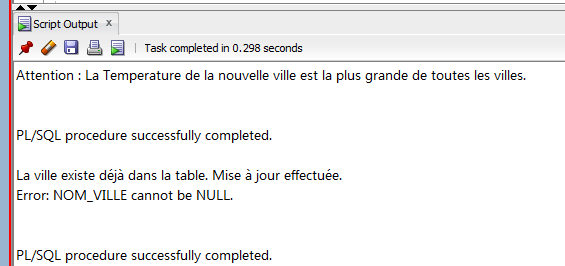 Script Output x
Task completed in 0.298 seconds
Attention : La Temperature de la nouvelle ville est la plus grande de toutes les villes.
PL/SQL procedure successfully completed.
La ville existe déjà dans la table. Mise à jour effectuée.
Error: NOM_VILLE cannot be NULL.
PL/SQL procedure successfully completed.